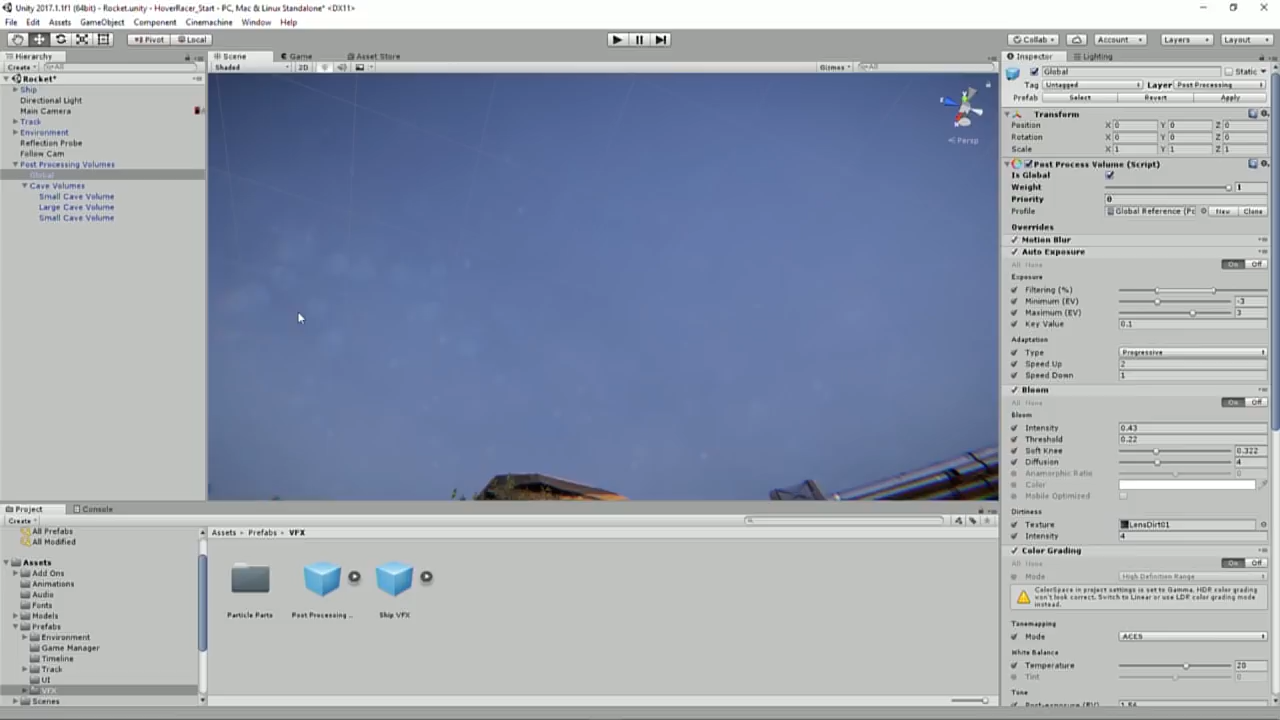 Unity 2017.1.1f1 (64bit) - Rocket.unity - HoverRacer_Start - PC, Mac & Linux Standalone* <DX11>
File Edit Assets GameObject Component Cinemachine Window Help
Pivot Local Collab Account Layers Layout
Hierarchy
Create All
Rocket*
Ship
Directional Light
Main Camera
Track
Environment
Reflection Probe
Follow Cam
Post Processing Volumes
Global
Cave Volumes
Small Cave Volume
Large Cave Volume
Small Cave Volume
Scene Game Asset Store
Shaded 2D Gizmos All
Persp
Inspector Lighting
Global Static
Tag Untagged Layer Post Processing
Prefab Select Revert Apply
Transform
Position X 0 Y 0 Z 0
Rotation X 0 Y 0 Z 0
Scale X 1 Y 1 Z 1
Post Process Volume (Script)
Is Global
Weight 1
Priority 0
Profile Global Reference (Pc New Clone
Overrides
Motion Blur
Auto Exposure
All None On Off
Exposure
Filtering (%)
Minimum (EV) -3
Maximum (EV) 3
Key Value 0.1
Adaptation
Type Progressive
Speed Up 2
Speed Down 1
Bloom
All None On Off
Bloom
Intensity 0.43
Threshold 0.22
Soft Knee 0.322
Diffusion 4
Anamorphic Ratio 0
Color
Mobile Optimized
Dirtiness
Texture LensDirt01
Intensity 4
Color Grading
All None On Off
Mode High Definition Range
ColorSpace in project settings is set to Gamma, HDR color grading
won't look correct. Switch to Linear or use LDR color grading mode
instead.
Tonemapping
Mode ACES
White Balance
Temperature 20
Tint 0
Tone
Post-exposure (EV) 1.56
Project Console
Create
All Prefabs
All Modified
Assets
Add Ons
Animations
Audio
Fonts
Models
Prefabs
Environment
Game Manager
Timeline
Track
UI
VFX
Scenes
Assets Prefabs VFX
Particle Parts Post Processing .. Ship VFX